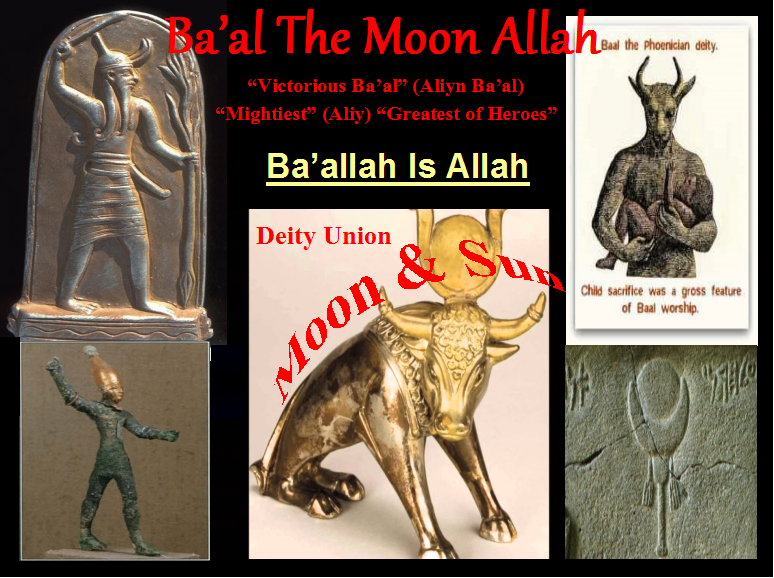 Ba’al The Moon Allah
Baal the Phoenician deity.
“Victorious Ba’al” (Aliyn Ba’al)
“Mightiest” (Aliy) “Greatest of Heroes”
Ba’allah Is Allah
Deity Union
Moon & Sun
Child sacrifice was a gross feature
of Baal worship.